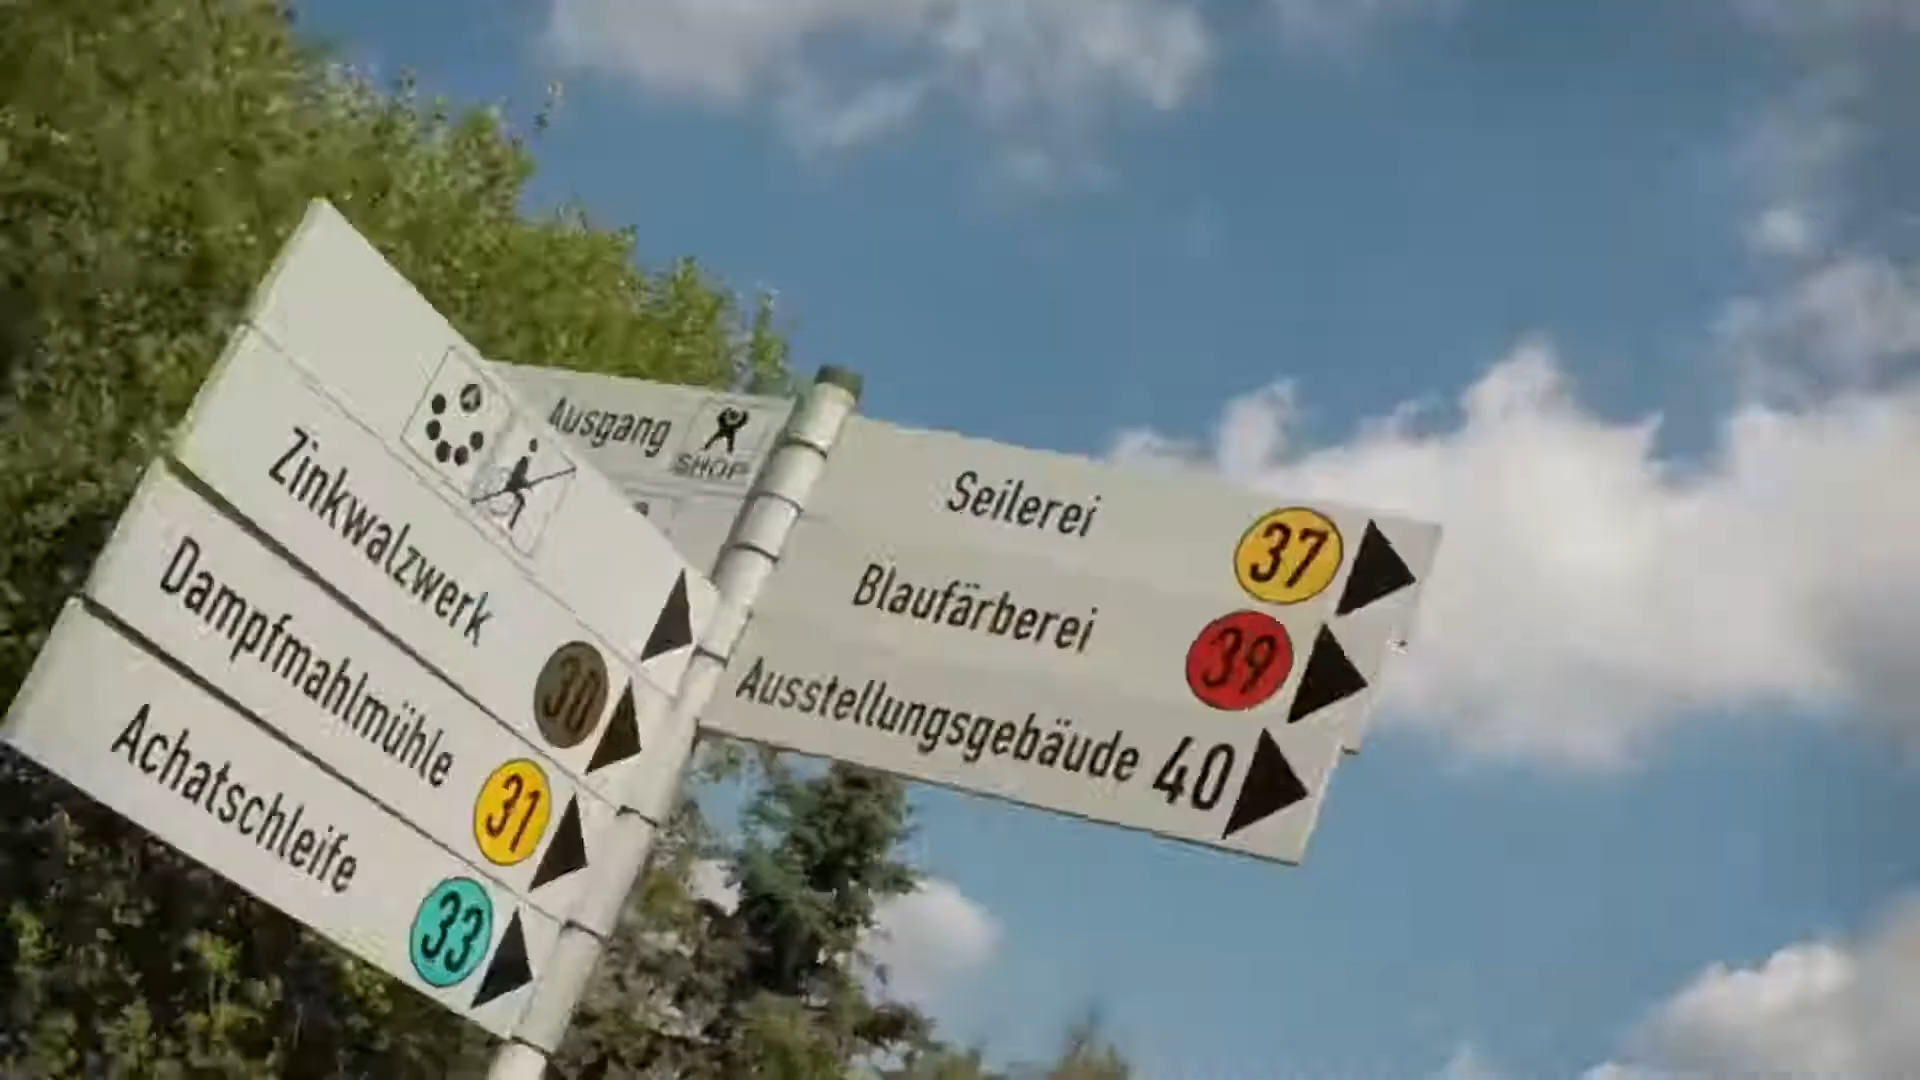 Ausgang
SHOP
Zinkwalzwerk 30
Dampfmahlmühle 31
Achatschleife 33
Seilerei 37
Blaufärberei 39
Ausstellungsgebäude 40